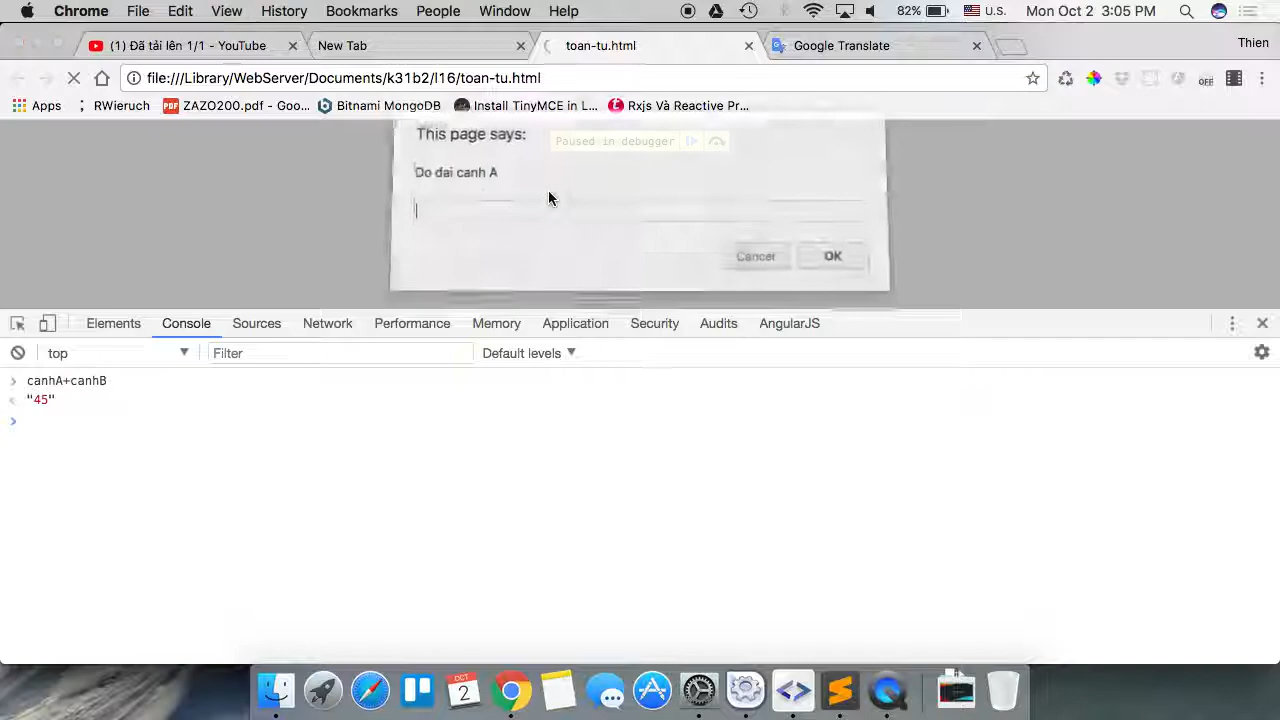 Chrome File Edit View History Bookmarks People Window Help 82% U.S. Mon Oct 2 3:05 PM
(1) Đã tải lên 1/1 - YouTube New Tab toan-tu.html Google Translate Thien
file:///Library/WebServer/Documents/k31b2/l16/toan-tu.html OFF
Apps RWieruch ZAZO200.pdf - Goo... Bitnami MongoDB Install TinyMCE in L... Rxjs Và Reactive Pr...
This page says:
Paused in debugger
Do dai canh A
Cancel OK
Elements Console Sources Network Performance Memory Application Security Audits AngularJS
top Filter Default levels
canhA+canhB
"45"
OCT
2